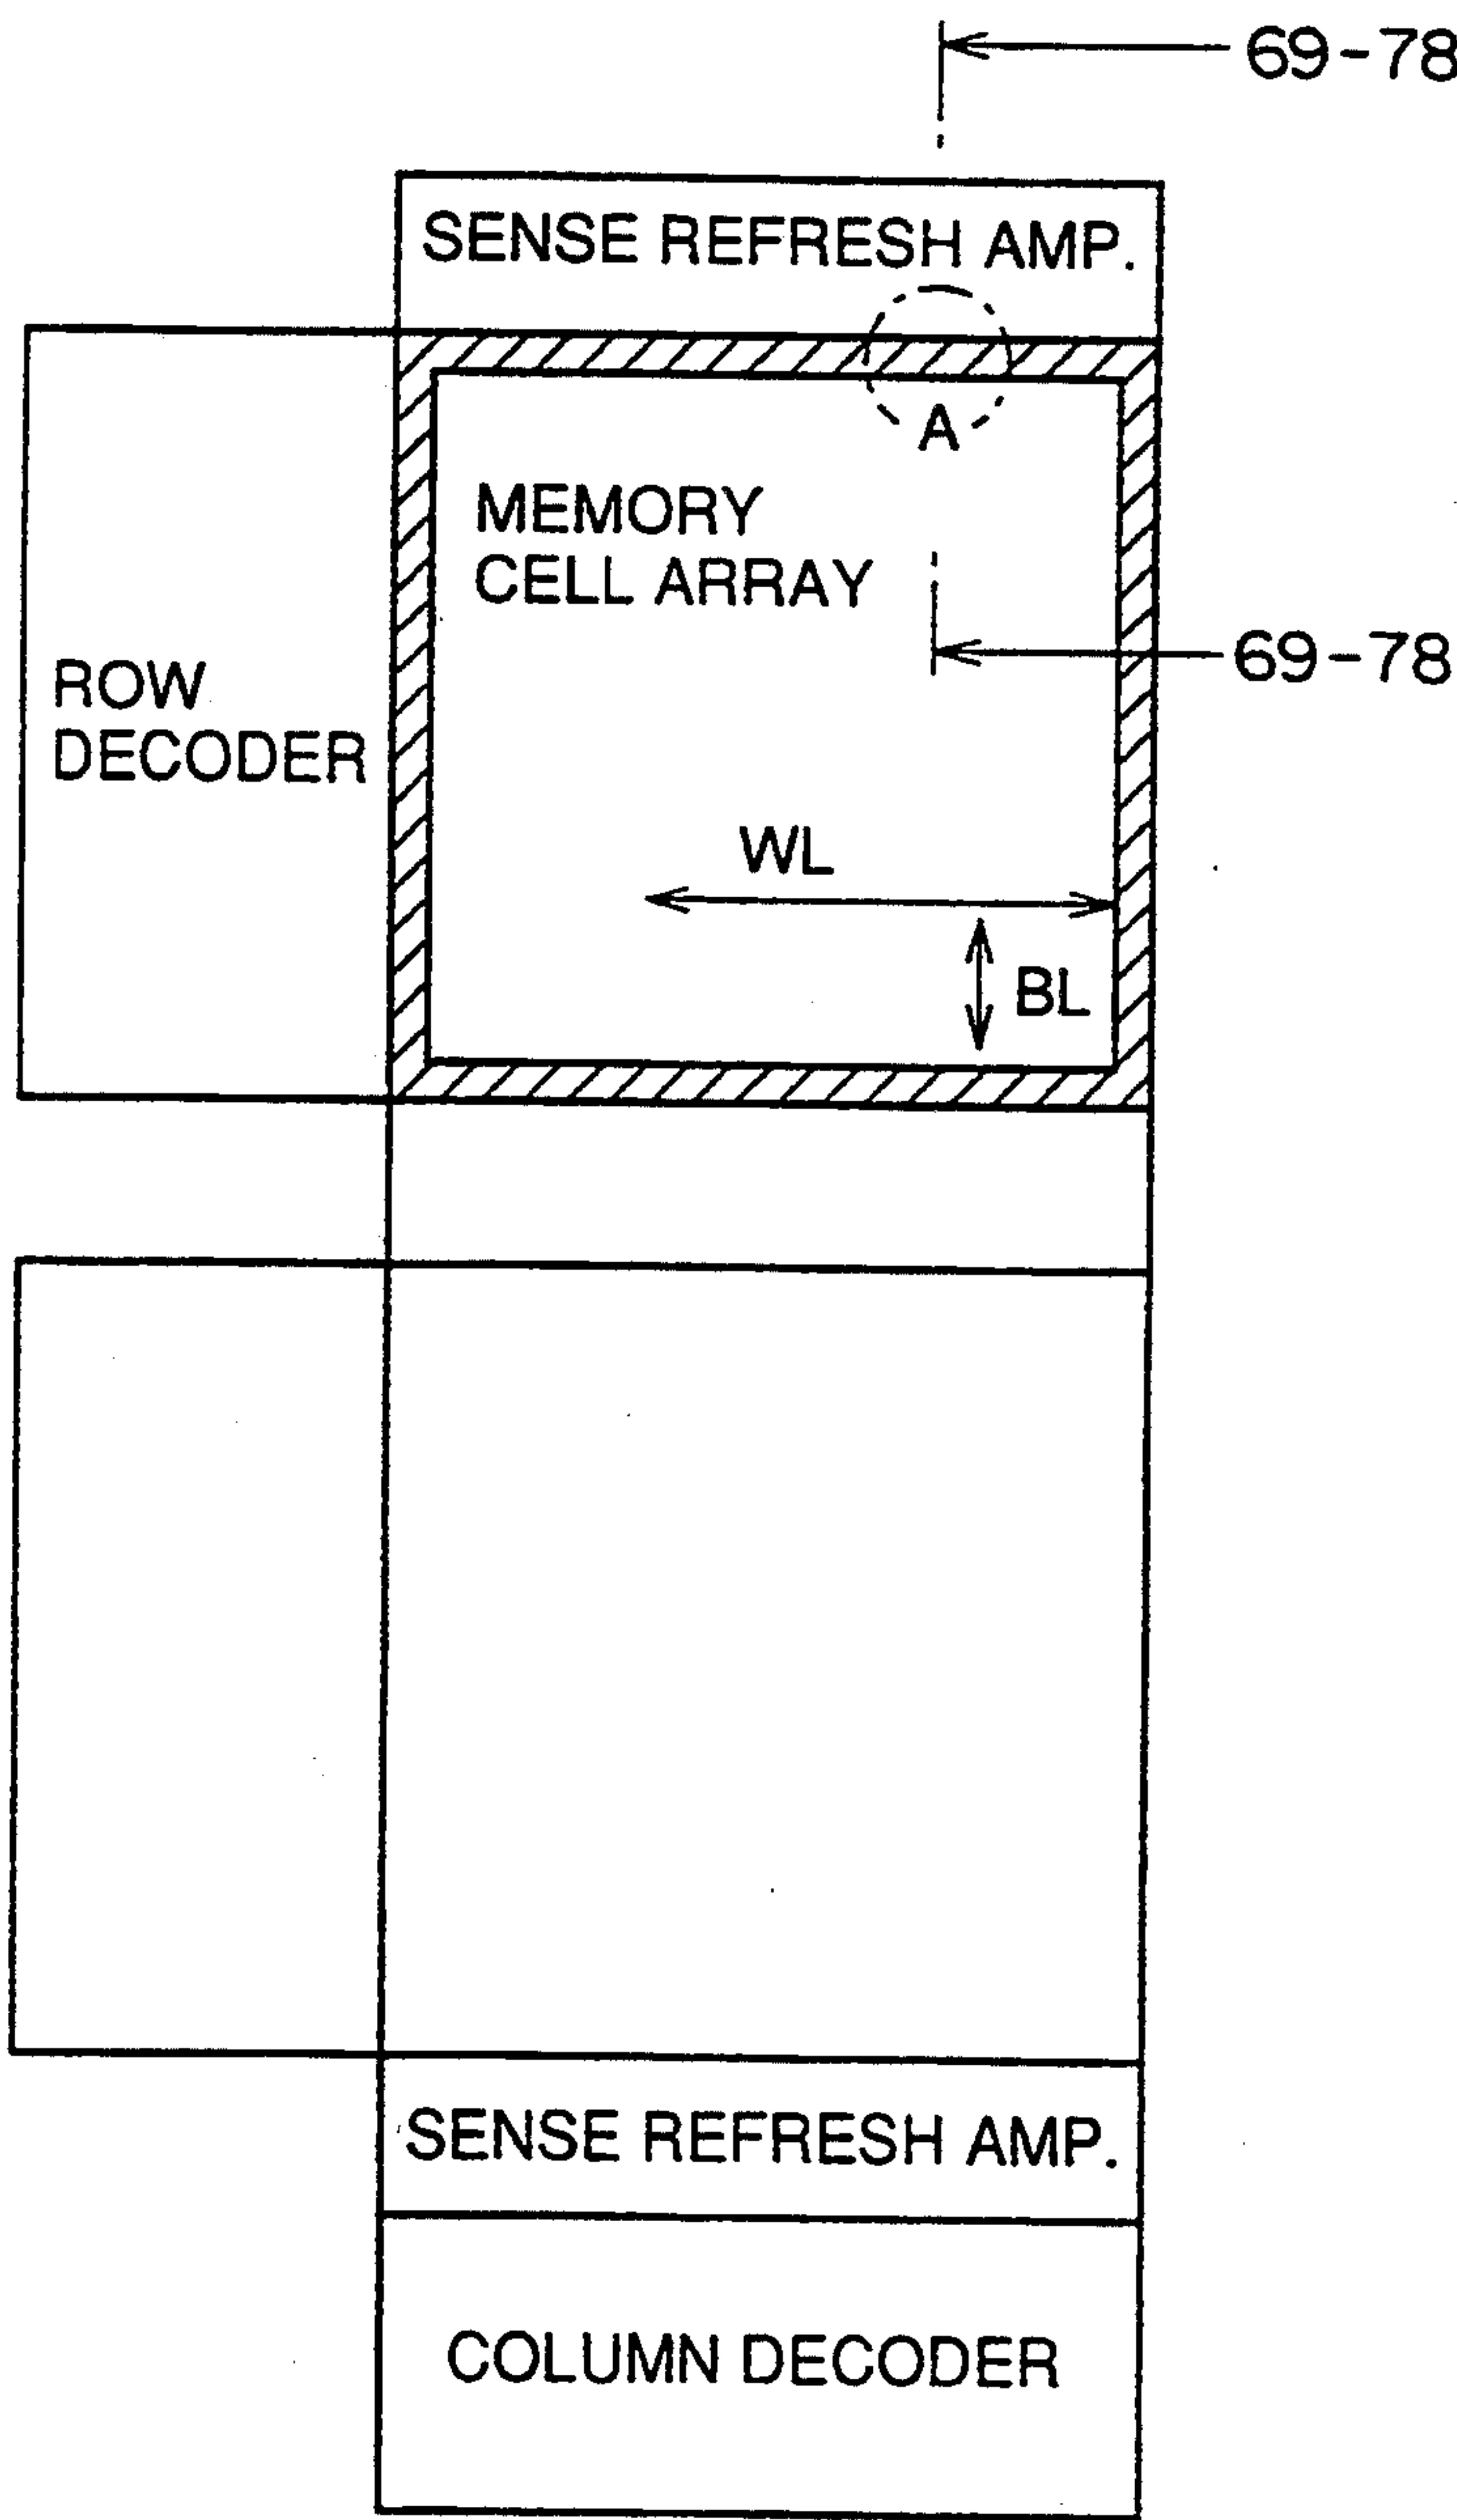 69-78
SENSE REFRESH AMP.
A
MEMORY
CELL ARRAY
69-78
ROW
DECODER
WL
BL
SENSE REFRESH AMP.
COLUMN DECODER